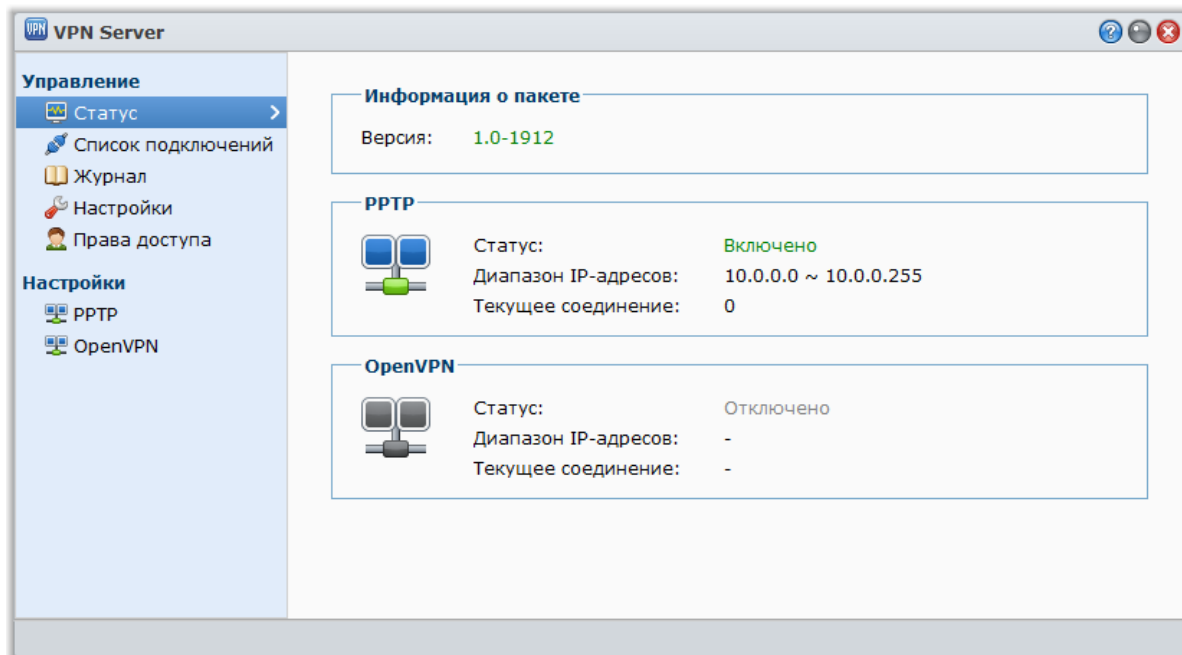 VPN VPN Server
Управление
Статус
Список подключений
Журнал
Настройки
Права доступа
Настройки
PPTP
OpenVPN
Информация о пакете
Версия: 1.0-1912
PPTP
Статус: Включено
Диапазон IP-адресов: 10.0.0.0 ~ 10.0.0.255
Текущее соединение: 0
OpenVPN
Статус: Отключено
Диапазон IP-адресов: -
Текущее соединение: -